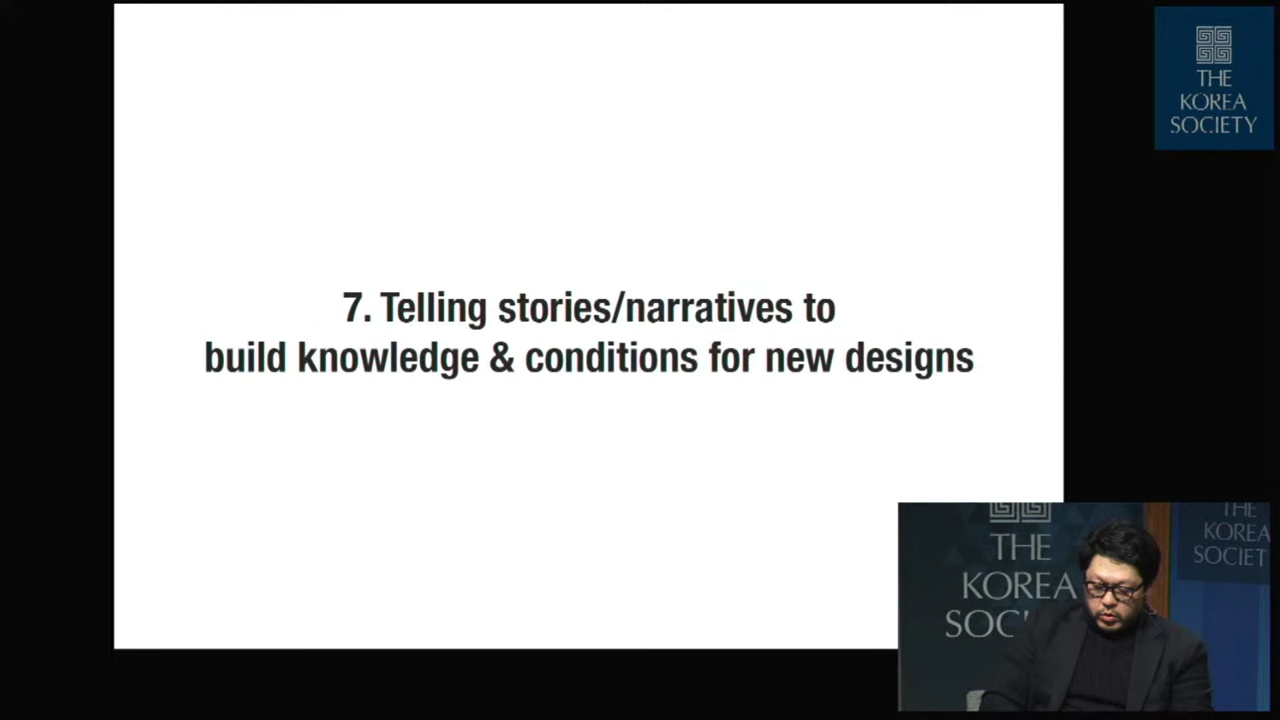 THE
KOREA
SOCIETY
7. Telling stories/narratives to
build knowledge & conditions for new designs
THE
KOREA
SOC
THE
KOREA
SOCIET